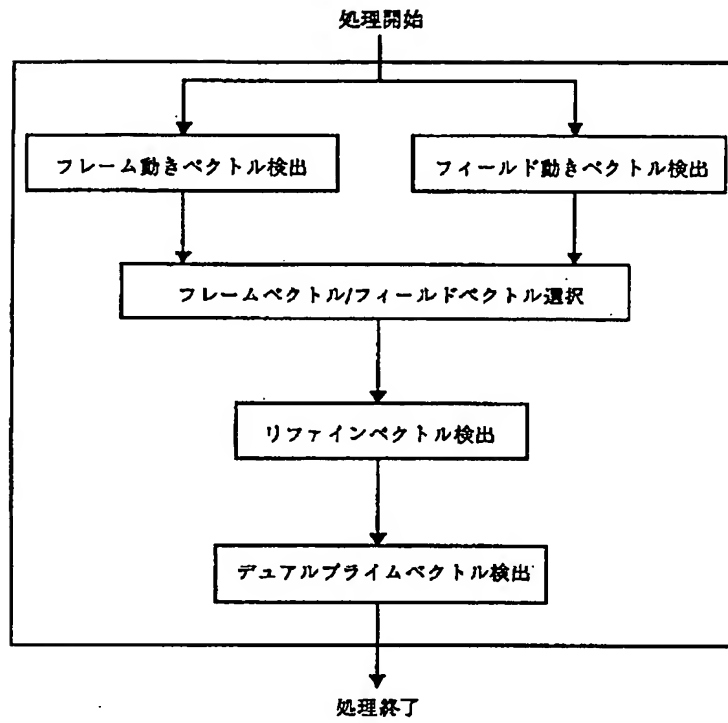 処理開始
フレーム動きベクトル検出
フィールド動きベクトル検出
フレームベクトル/フィールドベクトル選択
リファインベクトル検出
デュアルプライムベクトル検出
処理終了